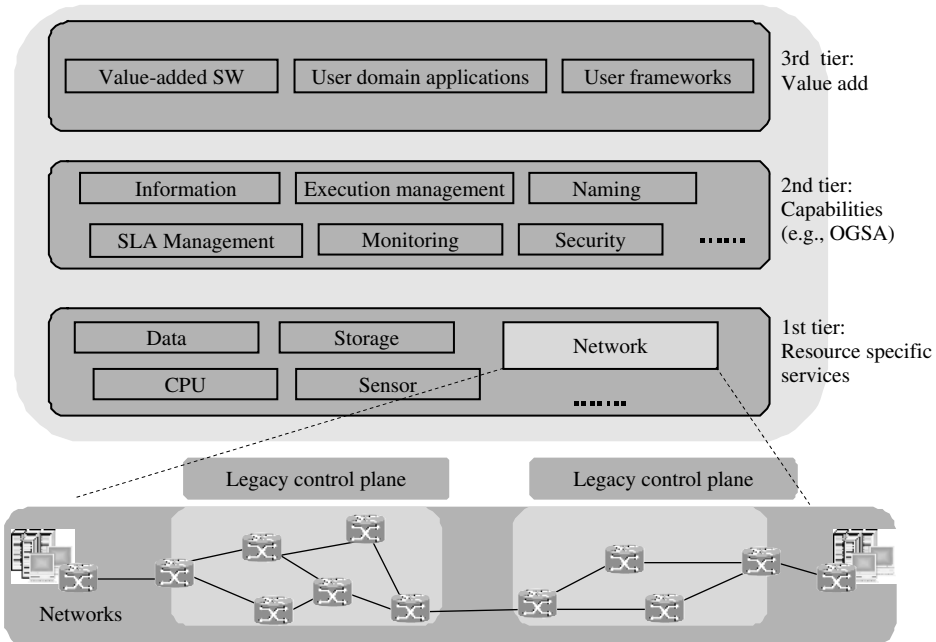 Value-added SW
User domain applications
User frameworks
3rd tier:
Value add
Information
Execution management
Naming
SLA Management
Monitoring
Security
2nd tier:
Capabilities
(e.g., OGSA)
Data
Storage
Network
CPU
Sensor
1st tier:
Resource specific
services
Legacy control plane
Legacy control plane
Networks